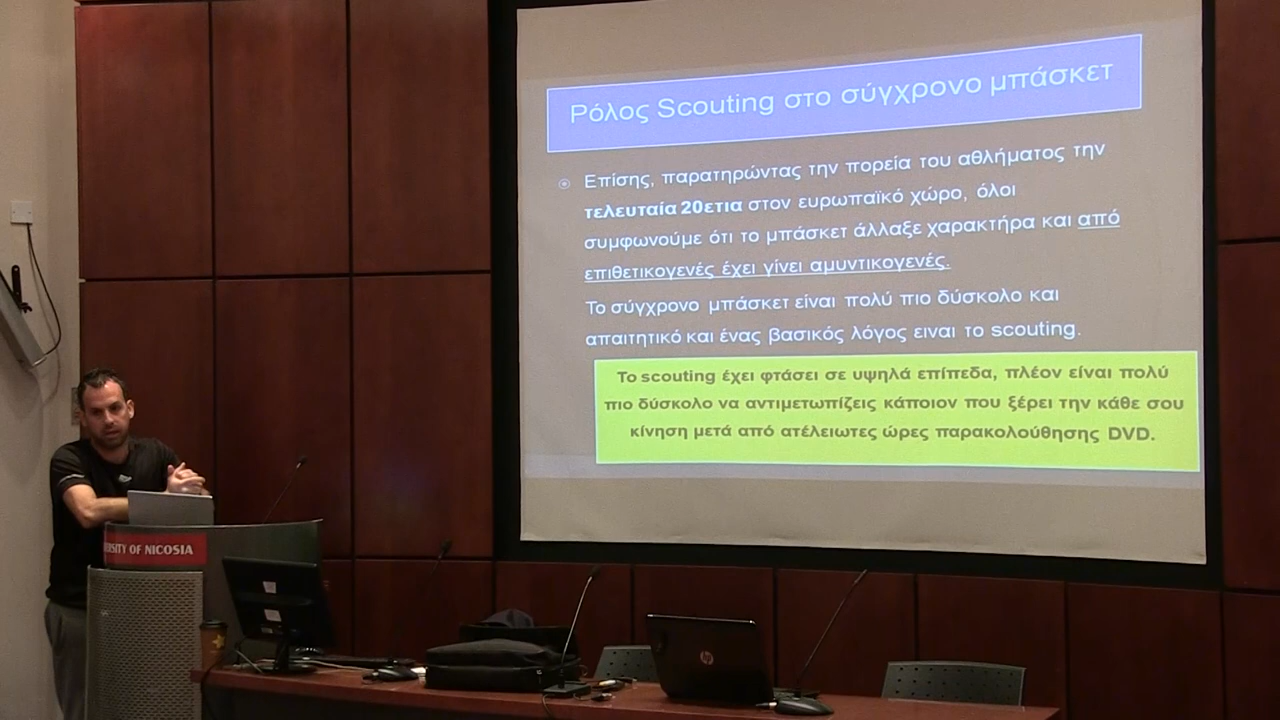 Ρόλος Scouting στο σύγχρονο μπάσκετ
Επίσης, παρατηρώντας την πορεία του αθλήματος την
τελευταία 20ετια στον ευρωπαϊκό χώρο, όλοι
συμφωνούμε ότι το μπάσκετ άλλαξε χαρακτήρα και από
επιθετικογενές έχει γίνει αμυντικογενές.
Το σύγχρονο μπάσκετ είναι πολύ πιο δύσκολο και
απαιτητικό και ένας βασικός λόγος ειναι το scouting.
Το scouting έχει φτάσει σε υψηλά επίπεδα, πλέον είναι πολύ
πιο δύσκολο να αντιμετωπίζεις κάποιον που ξέρει την κάθε σου
κίνηση μετά από ατέλειωτες ώρες παρακολούθησης DVD.
ERSITY OF NICOSIA
hp